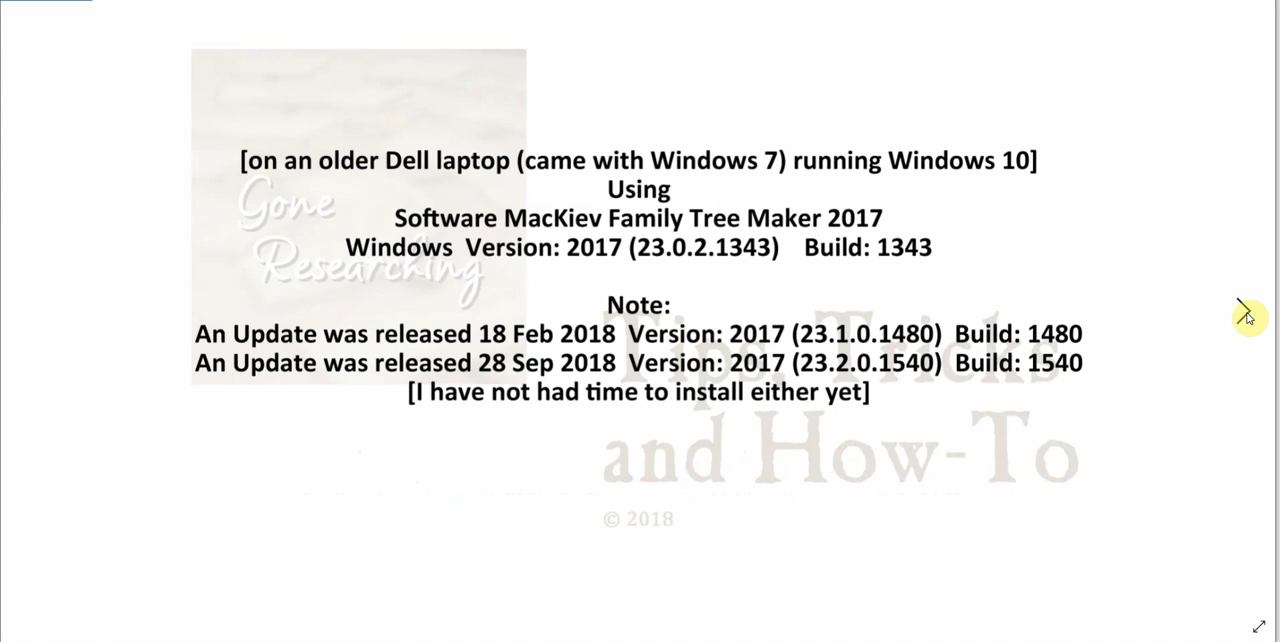 [on an older Dell laptop (came with Windows 7) running Windows 10]
Using
Software MacKiev Family Tree Maker 2017
Windows  Version: 2017 (23.0.2.1343)    Build: 1343
Gone
Researching
Note:
An Update was released 18 Feb 2018  Version: 2017 (23.1.0.1480)  Build: 1480
An Update was released 28 Sep 2018  Version: 2017 (23.2.0.1540)  Build: 1540
[I have not had time to install either yet]
Tips, Tricks
and How-To
© 2018